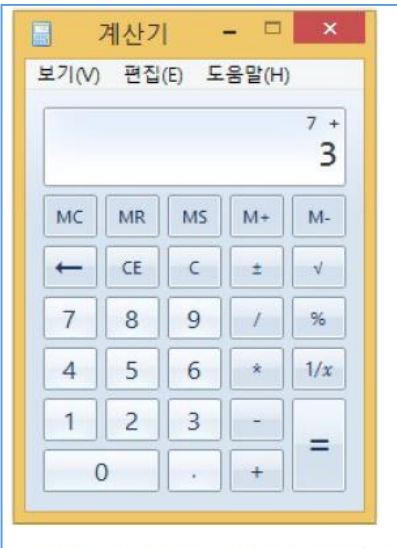 계산기
보기(V) 편집(E) 도움말(H)
7 +
3
MC MR MS M+ M-
← CE C ± √
7 8 9 / %
4 5 6 * 1/x
1 2 3 - =
0 . +